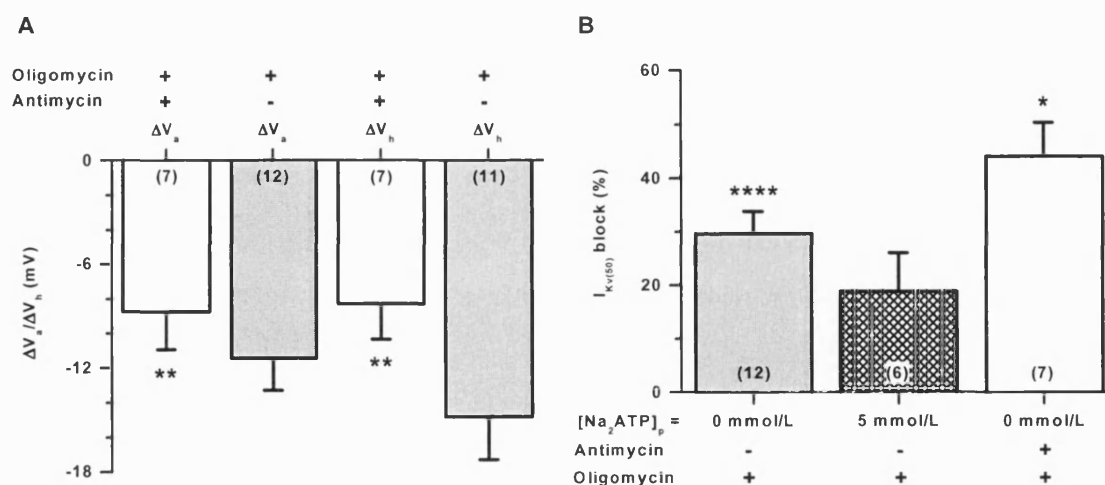 A
Oligomycin + + + +
Antimycin + - + -
ΔVa ΔVa ΔVh ΔVh
0
(7) (12) (7) (11)
-6
-12
-18
** **
ΔVa/ΔVh (mV)
B
60
40
20
0
IKv(50) block (%)
**** *
(12) (6) (7)
[Na2ATP]p = 0 mmol/L 5 mmol/L 0 mmol/L
Antimycin - - +
Oligomycin + + +